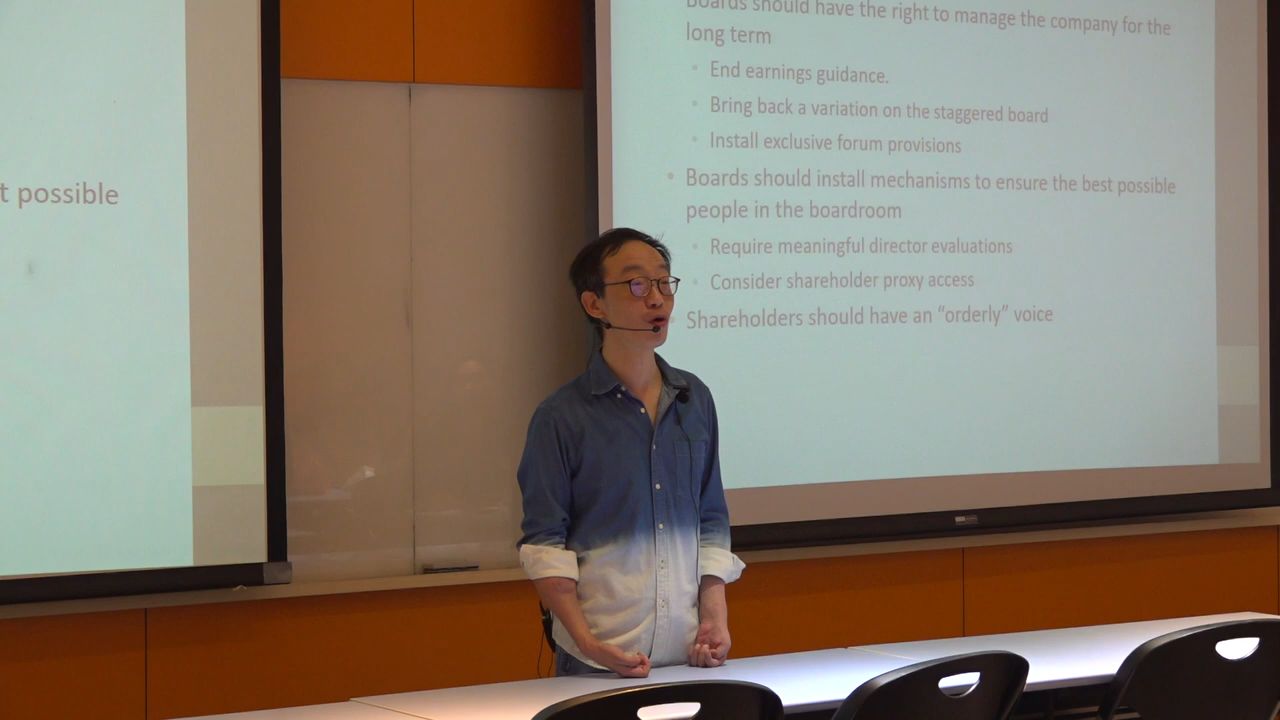 t possible
Boards should have the right to manage the company for the
long term
End earnings guidance.
Bring back a variation on the staggered board
Install exclusive forum provisions
Boards should install mechanisms to ensure the best possible
people in the boardroom
Require meaningful director evaluations
Consider shareholder proxy access
Shareholders should have an “orderly” voice